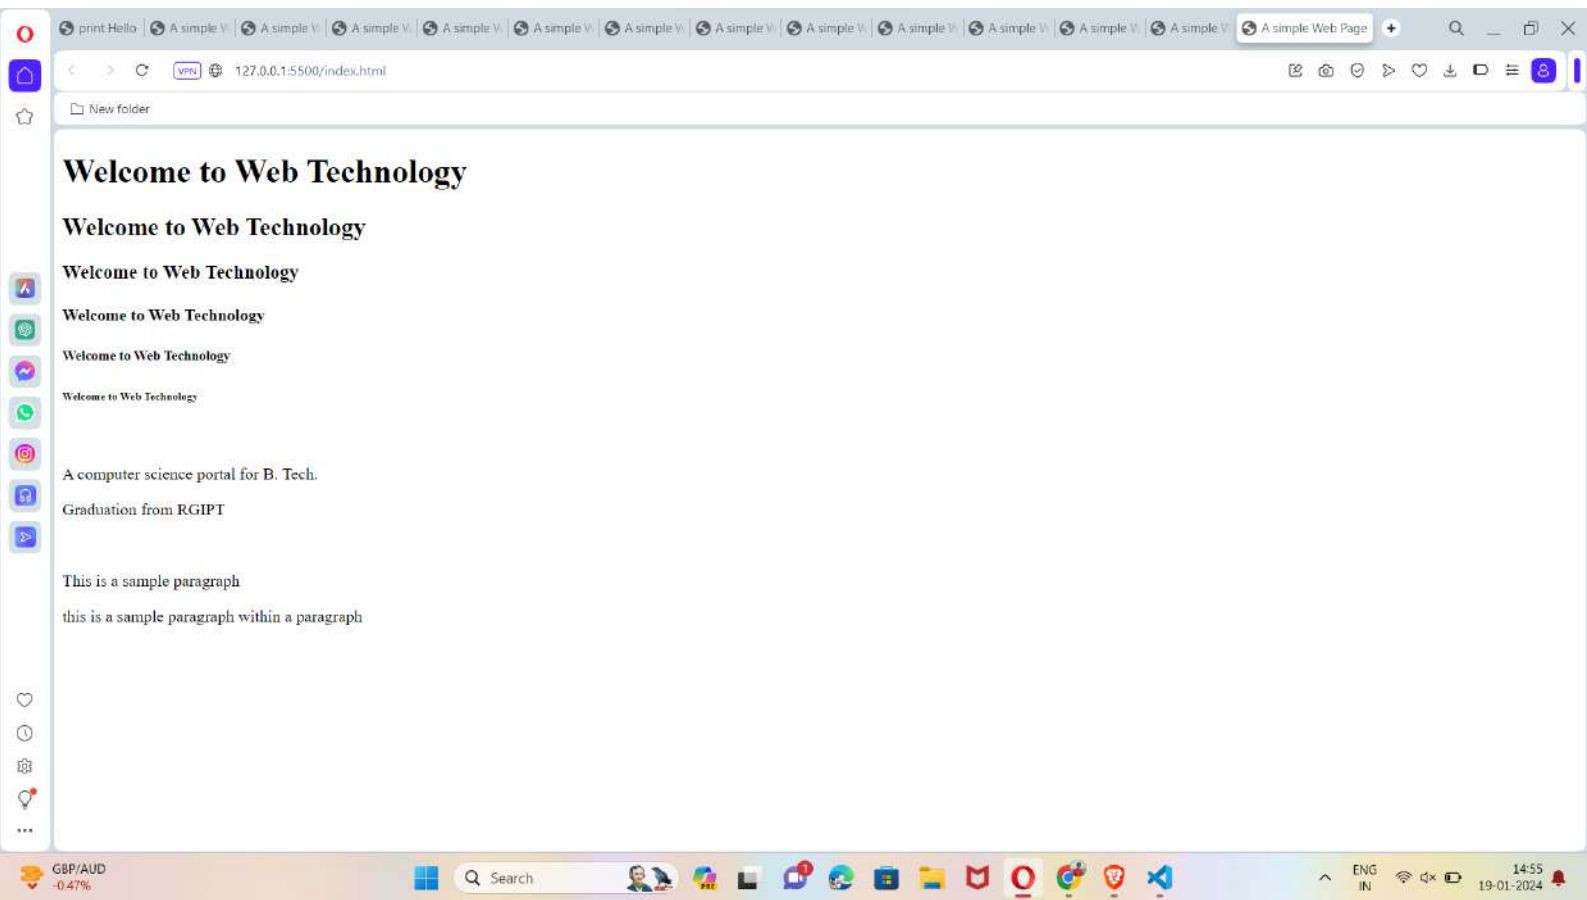 print Hello A simple A simple A simple A simple A simple A simple A simple A simple A simple A simple A simple A simple A simple Web Page
VPN 127.0.0.1:5500/index.html
New folder
Welcome to Web Technology
Welcome to Web Technology
Welcome to Web Technology
Welcome to Web Technology
Welcome to Web Technology
Welcome to Web Technology
A computer science portal for B. Tech.
Graduation from RGIPT
This is a sample paragraph
this is a sample paragraph within a paragraph
GBP/AUD
-0.47%
Search
PRE
1
ENG
IN
14:55
19-01-2024